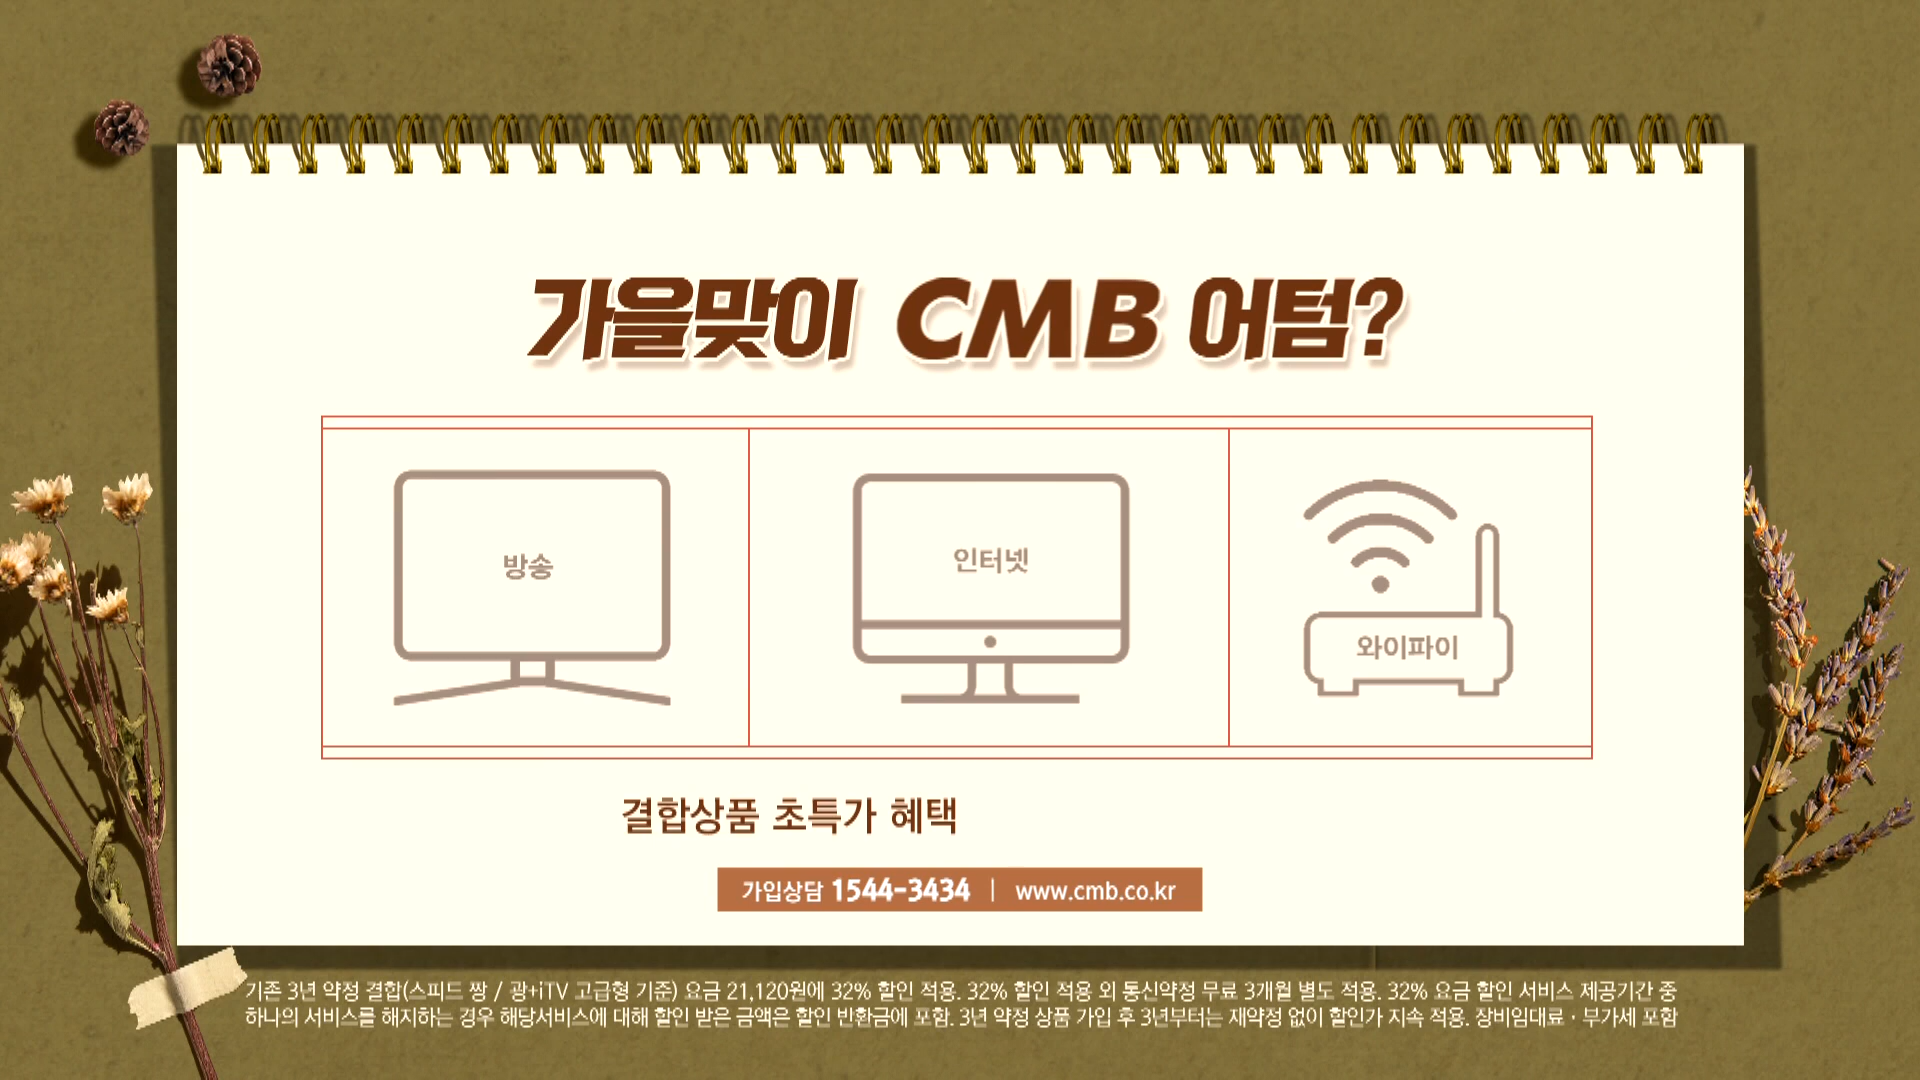 가을맞이 CMB 어텀?
방송
인터넷
와이파이
결합상품 초특가 혜택
가입상담 1544-3434 | www.cmb.co.kr
기존 3년 약정 결합(스피드 짱 / 광+iTV 고급형 기준) 요금 21,120원에 32% 할인 적용. 32% 할인 적용 외 통신약정 무료 3개월 별도 적용. 32% 요금 할인 서비스 제공기간 중
하나의 서비스를 해지하는 경우 해당서비스에 대해 할인 받은 금액은 할인 반환금에 포함. 3년 약정 상품 가입 후 3년부터는 재약정 없이 할인가 지속 적용. 장비임대료 · 부가세 포함